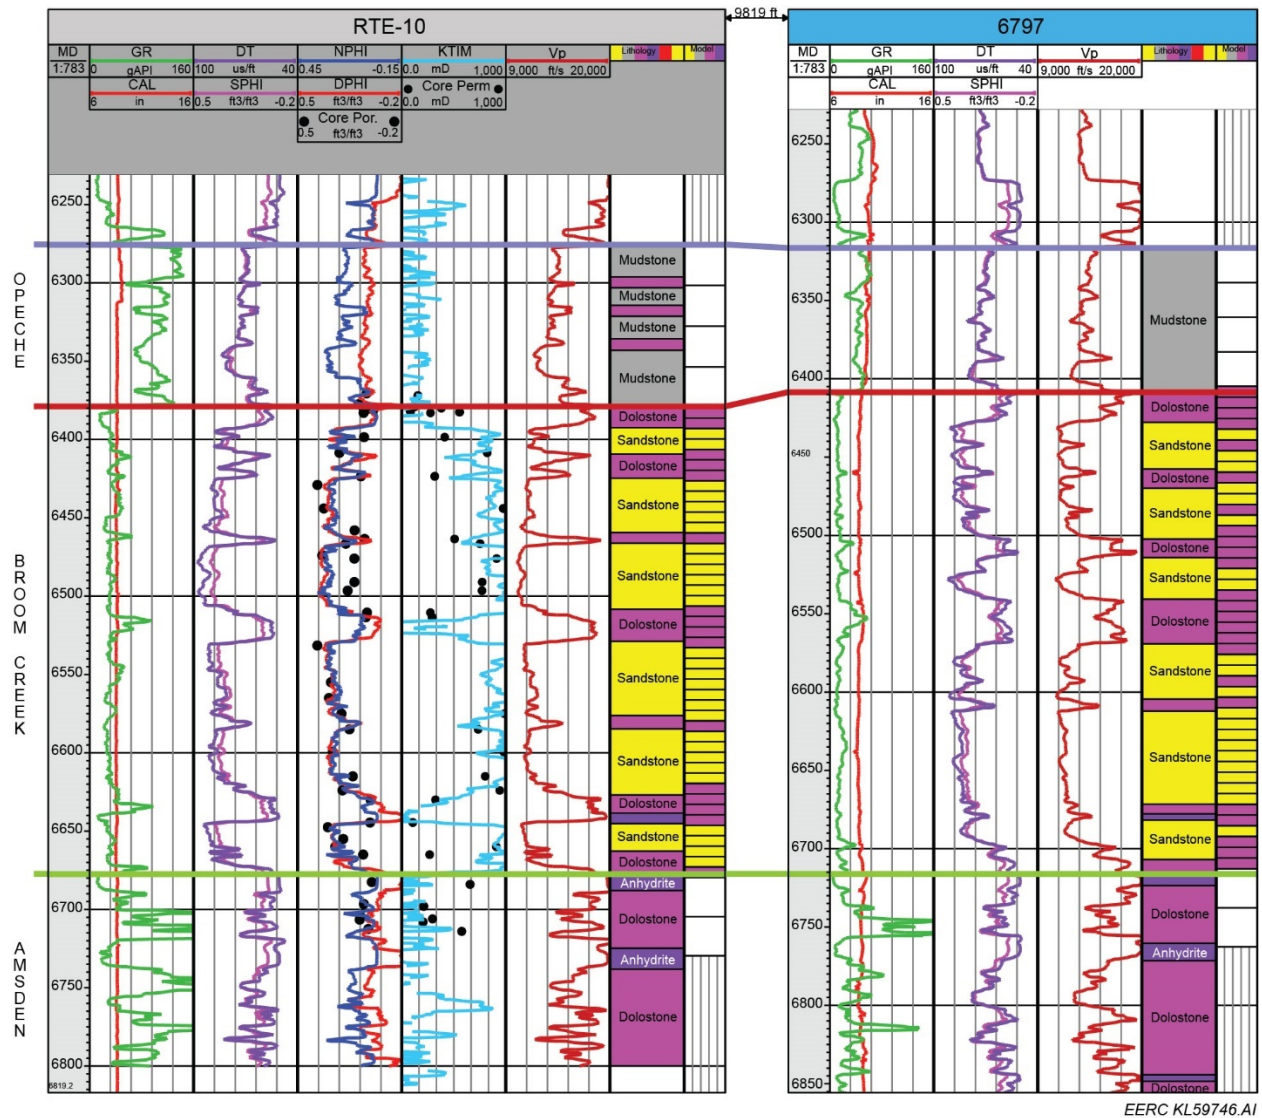 RTE-10
9819 ft
6797
MD GR DT NPHI KTIM Vp Lithology Model
1:783 0 gAPI 160 100 us/ft 40 0.45 -0.15 0.0 mD 1,000 9,000 ft/s 20,000
CAL SPHI DPHI Core Perm
6 in 16 0.5 ft3/ft3 -0.2 0.5 ft3/ft3 -0.2 0.0 mD 1,000
Core Por.
0.5 ft3/ft3 -0.2
MD GR DT Vp Lithology Model
1:783 0 gAPI 160 100 us/ft 40 9,000 ft/s 20,000
CAL SPHI
6 in 16 0.5 ft3/ft3 -0.2
OPECHE
BROOM CREEK
AMSDEN
6250
6300
6350
6400
6450
6500
6550
6600
6650
6700
6750
6800
6819.2
Mudstone
Mudstone
Mudstone
Mudstone
Dolostone
Sandstone
Dolostone
Sandstone
Sandstone
Dolostone
Sandstone
Sandstone
Dolostone
Sandstone
Dolostone
Anhydrite
Dolostone
Anhydrite
Dolostone
6250
6300
6350
6400
6450
6500
6550
6600
6650
6700
6750
6800
6850
Mudstone
Dolostone
Sandstone
Dolostone
Sandstone
Dolostone
Sandstone
Dolostone
Sandstone
Sandstone
Sandstone
Dolostone
Anhydrite
Dolostone
Dolostone
EERC KL59746.AI